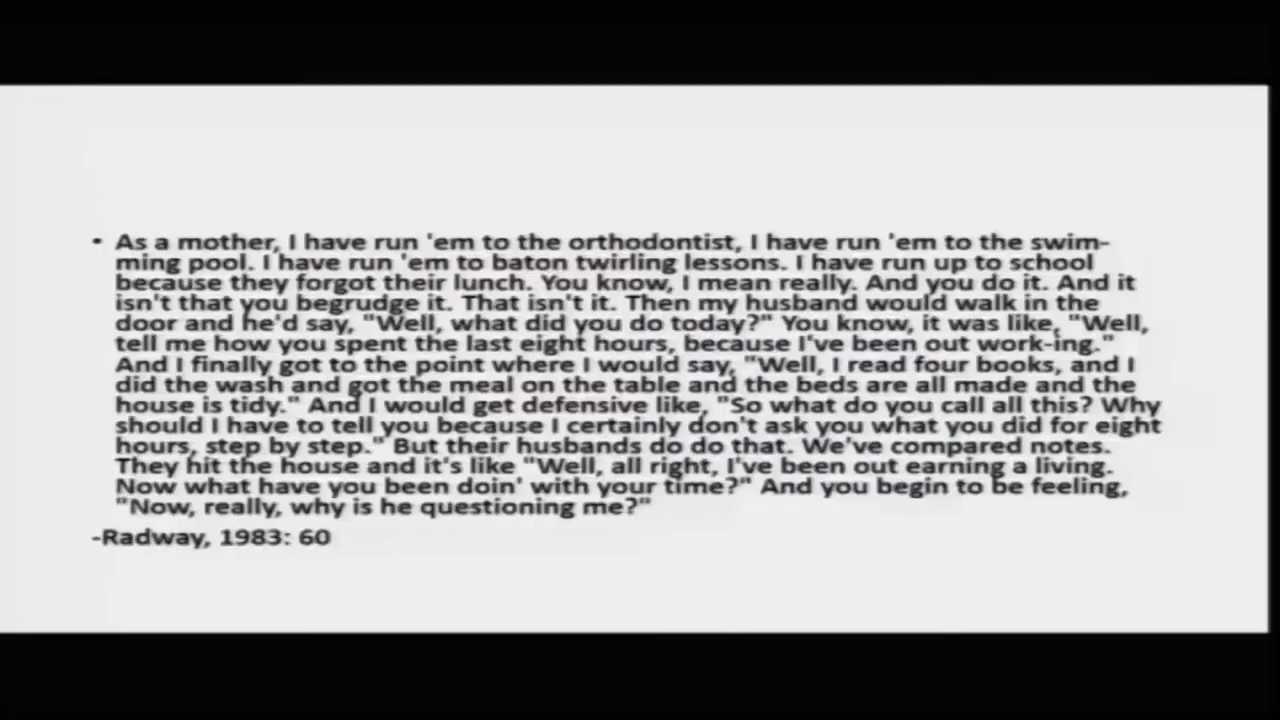 • As a mother, I have run 'em to the orthodontist, I have run 'em to the swim-
ming pool. I have run 'em to baton twirling lessons. I have run up to school
because they forgot their lunch. You know, I mean really. And you do it. And it
isn't that you begrudge it. That isn't it. Then my husband would walk in the
door and he'd say, "Well, what did you do today?" You know, it was like, "Well,
tell me how you spent the last eight hours, because I've been out work-ing."
And I finally got to the point where I would say, "Well, I read four books, and I
did the wash and got the meal on the table and the beds are all made and the
house is tidy." And I would get defensive like, "So what do you call all this? Why
should I have to tell you because I certainly don't ask you what you did for eight
hours, step by step." But their husbands do do that. We've compared notes.
They hit the house and it's like "Well, all right, I've been out earning a living.
Now what have you been doin' with your time?" And you begin to be feeling,
"Now, really, why is he questioning me?"
-Radway, 1983: 60